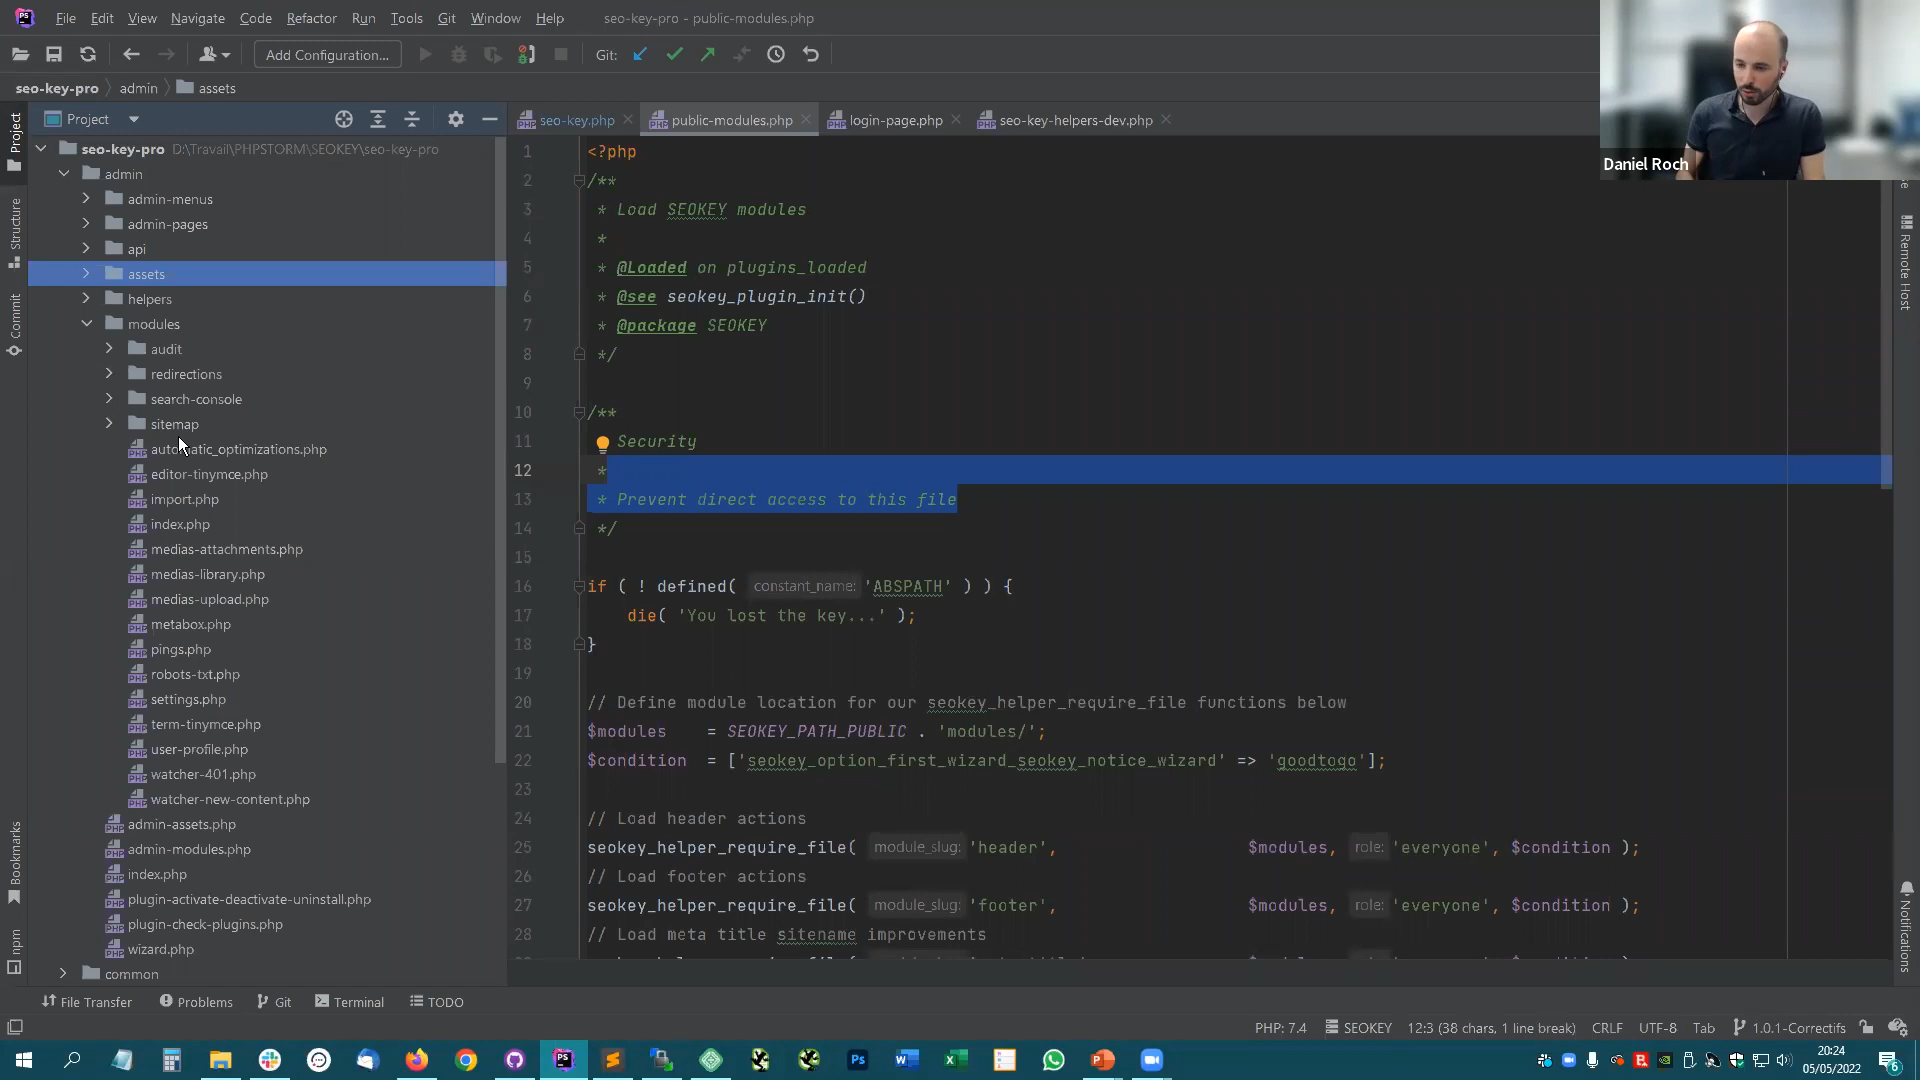 File Edit View Navigate Code Refactor Run Tools Git Window Help seo-key-pro - public-modules.php
Add Configuration... Git:
seo-key-pro admin assets
Project
seo-key.php public-modules.php login-page.php seo-key-helpers-dev.php
Daniel Roch
Project
Structure
Commit
Bookmarks
npm
seo-key-pro D:\Travail\PHPSTORM\SEOKEY\seo-key-pro
admin
admin-menus
admin-pages
api
assets
helpers
modules
audit
redirections
search-console
sitemap
automatic_optimizations.php
editor-tinymce.php
import.php
index.php
medias-attachments.php
medias-library.php
medias-upload.php
metabox.php
pings.php
robots-txt.php
settings.php
term-tinymce.php
user-profile.php
watcher-401.php
watcher-new-content.php
admin-assets.php
admin-modules.php
index.php
plugin-activate-deactivate-uninstall.php
plugin-check-plugins.php
wizard.php
common
1 <?php
2 /**
3 * Load SEOKEY modules
4 *
5 * @Loaded on plugins_loaded
6 * @see seokey_plugin_init()
7 * @package SEOKEY
8 */
9
10 /**
11 Security
12 *
13 * Prevent direct access to this file
14 */
15
16 if ( ! defined( constant_name: 'ABSPATH' ) ) {
17 die( 'You lost the key...' );
18 }
19
20 // Define module location for our seokey_helper_require_file functions below
21 $modules = SEOKEY_PATH_PUBLIC . 'modules/';
22 $condition = ['seokey_option_first_wizard_seokey_notice_wizard' => 'goodtogo'];
23
24 // Load header actions
25 seokey_helper_require_file( module_slug: 'header', $modules, role: 'everyone', $condition );
26 // Load footer actions
27 seokey_helper_require_file( module_slug: 'footer', $modules, role: 'everyone', $condition );
28 // Load meta title sitename improvements
Remote Host
Notifications
File Transfer Problems Git Terminal TODO
PHP: 7.4 SEOKEY 12:3 (38 chars, 1 line break) CRLF UTF-8 Tab 1.0.1-Correctifs
20:24
05/05/2022
6